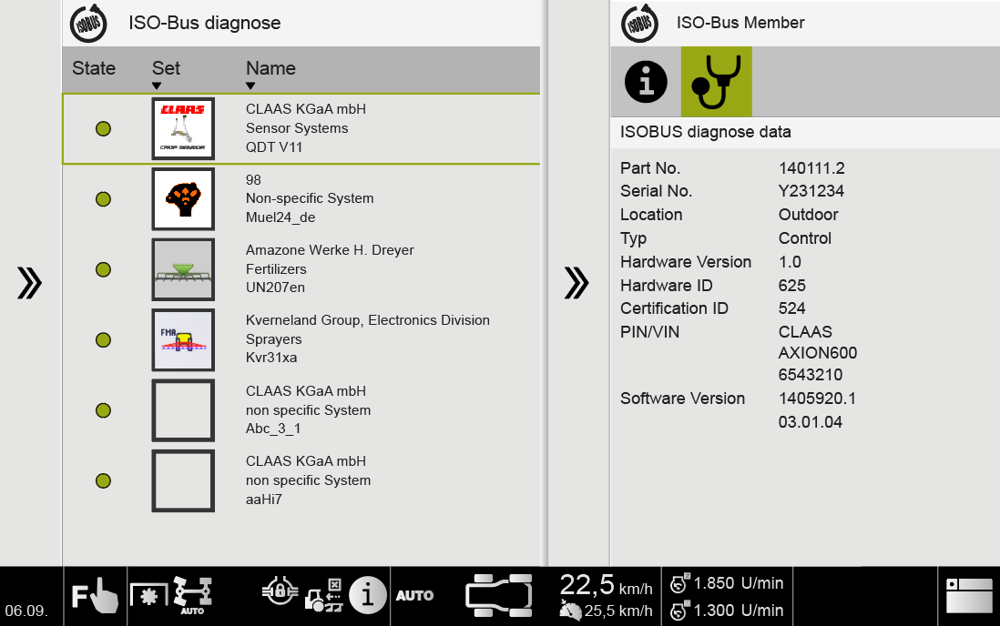 ISOBUS
ISO-Bus diagnose
State
Set
Name
CLAAS
CROP SENSOR
CLAAS KGaA mbH
Sensor Systems
QDT V11
98
Non-specific System
Muel24_de
Amazone Werke H. Dreyer
Fertilizers
UN207en
FMA
Kverneland Group, Electronics Division
Sprayers
Kvr31xa
CLAAS KGaA mbH
non specific System
Abc_3_1
CLAAS KGaA mbH
non specific System
aaHi7
ISOBUS
ISO-Bus Member
i
ISOBUS diagnose data
Part No. 140111.2
Serial No. Y231234
Location Outdoor
Typ Control
Hardware Version 1.0
Hardware ID 625
Certification ID 524
PIN/VIN CLAAS
AXION600
6543210
Software Version 1405920.1
03.01.04
06.09.
F
AUTO
i
AUTO
22,5 km/h
25,5 km/h
1.850 U/min
1.300 U/min